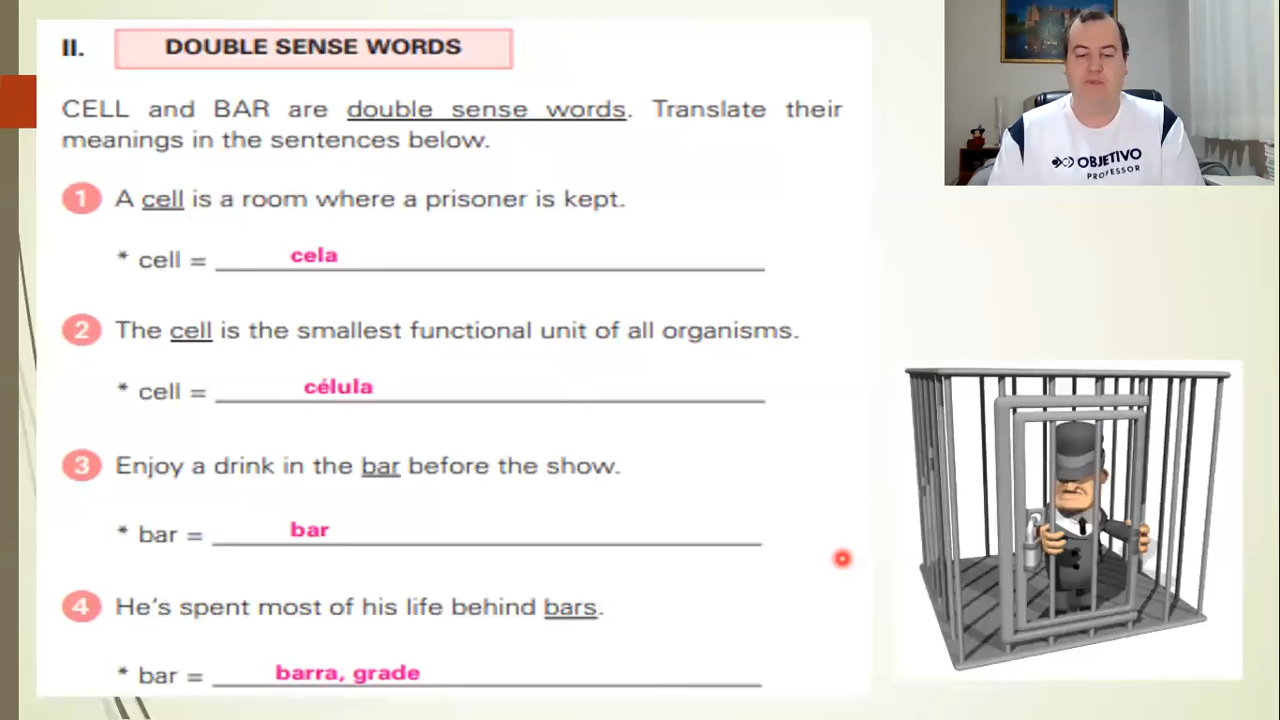 II. DOUBLE SENSE WORDS
CELL and BAR are double sense words. Translate their
meanings in the sentences below.
1 A cell is a room where a prisoner is kept.
* cell = cela
2 The cell is the smallest functional unit of all organisms.
* cell = célula
3 Enjoy a drink in the bar before the show.
* bar = bar
4 He's spent most of his life behind bars.
* bar = barra, grade
OBJETIVO
PROFESSOR